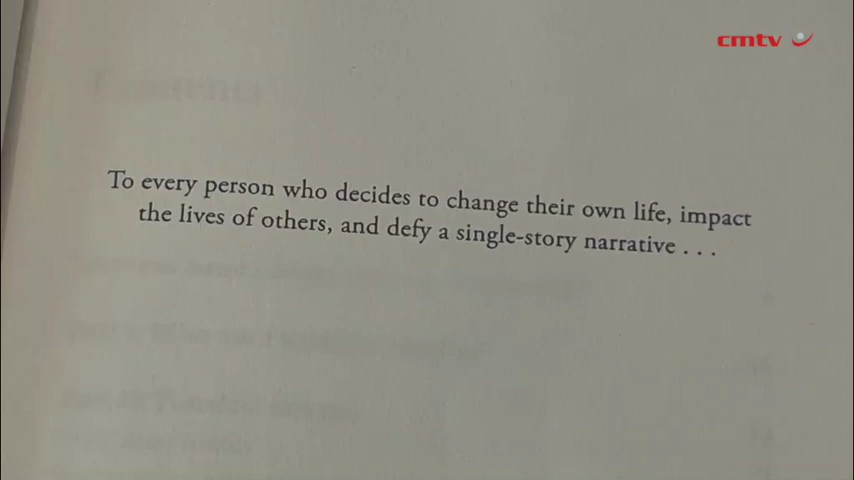 cmtv
To every person who decides to change their own life, impact
the lives of others, and defy a single-story narrative . . .